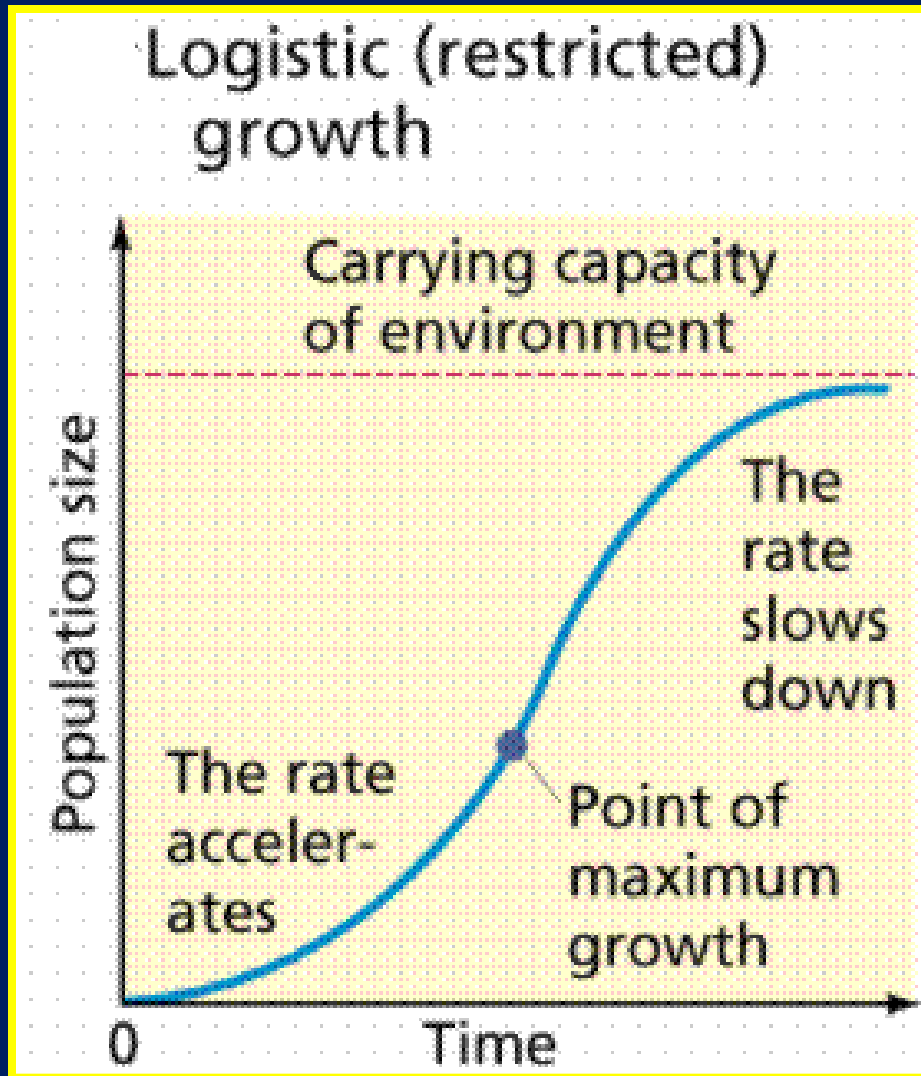 Logistic (restricted)
growth
Carrying capacity
of environment
Population size
The
rate
slows
down
The rate
acceler-
ates
Point of
maximum
growth
0
Time